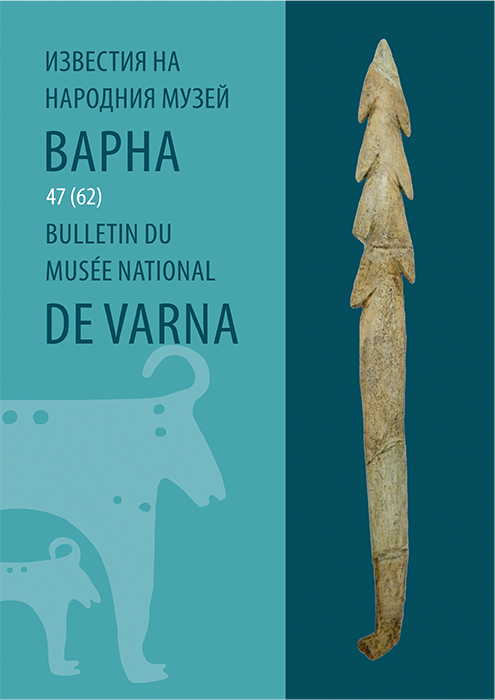 ИЗВЕСТИЯ НА
НАРОДНИЯ МУЗЕЙ
ВАРНА
47 (62)
BULLETIN DU
MUSÉE NATIONAL
DE VARNA